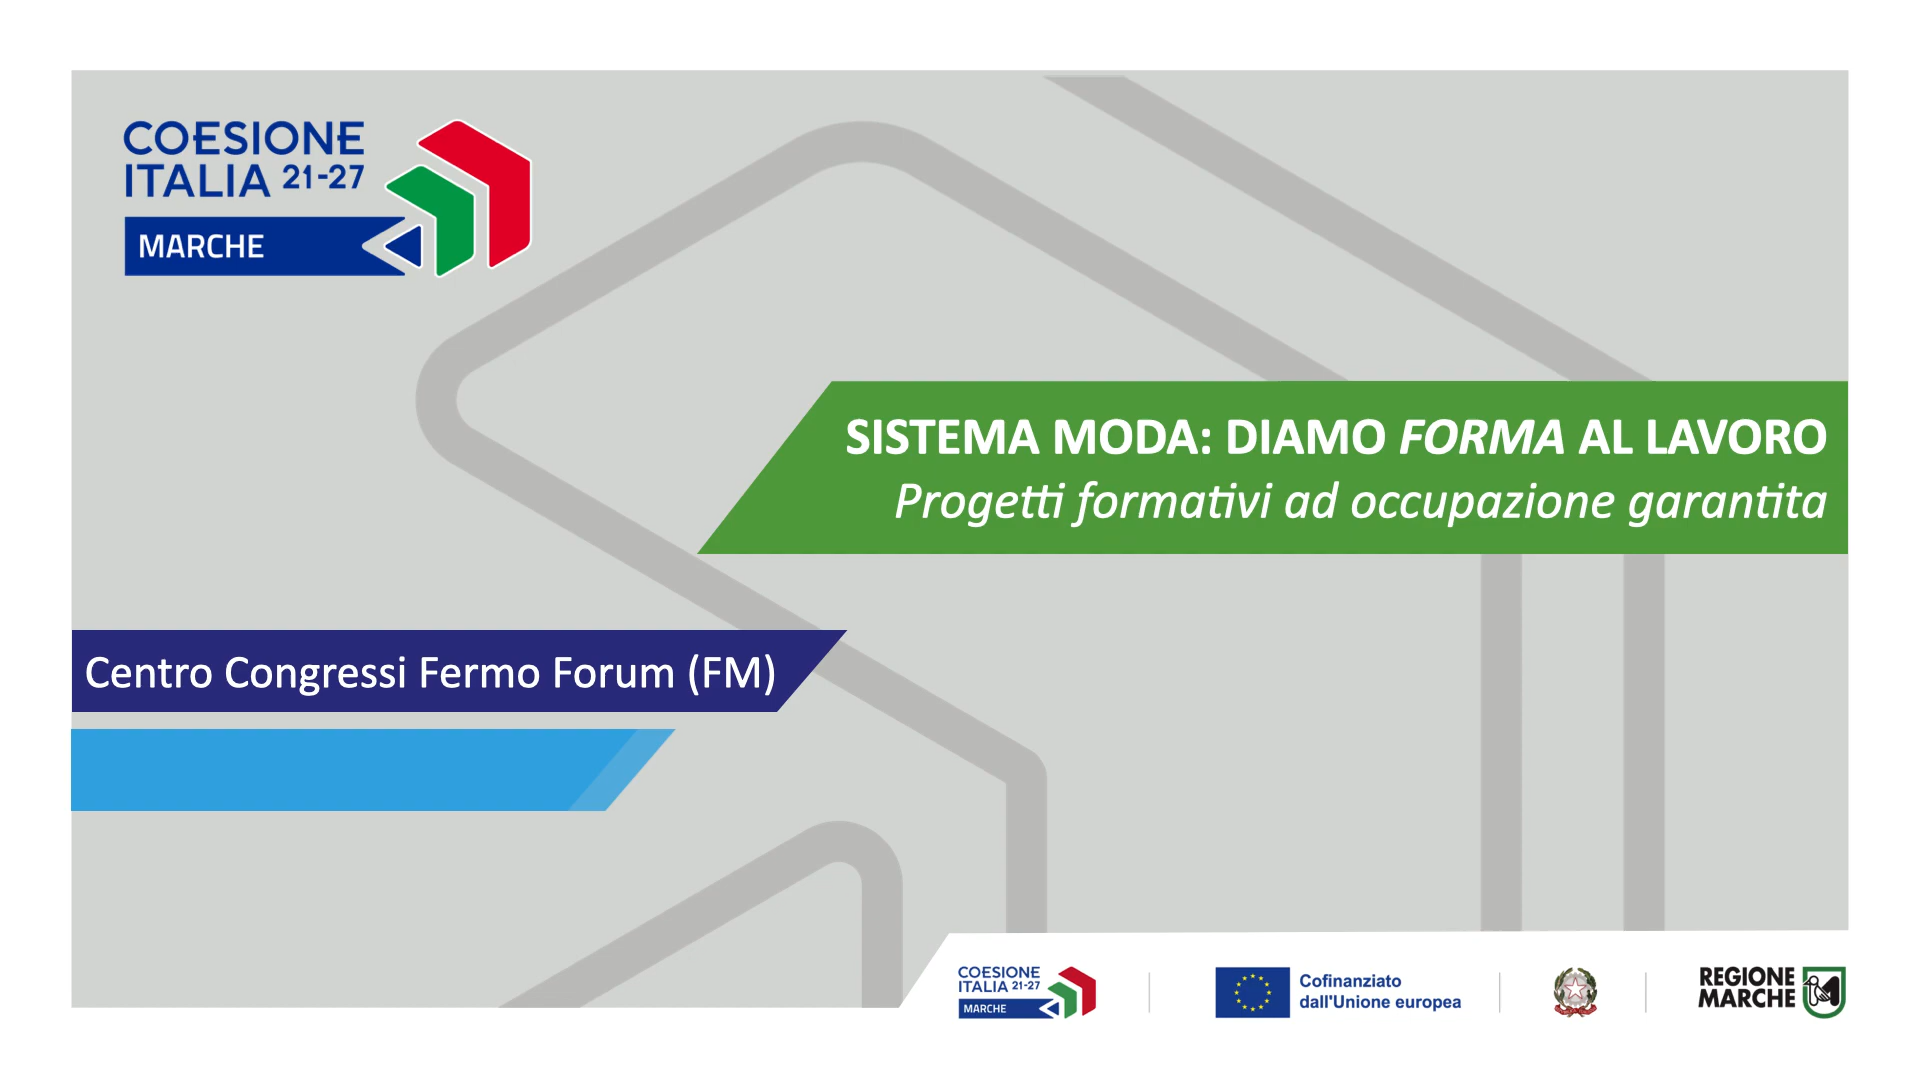 COESIONE
ITALIA 21-27
MARCHE
SISTEMA MODA: DIAMO FORMA AL LAVORO
Progetti formativi ad occupazione garantita
Centro Congressi Fermo Forum (FM)
COESIONE
ITALIA 21-27
MARCHE
Cofinanziato
dall'Unione europea
REGIONE
MARCHE